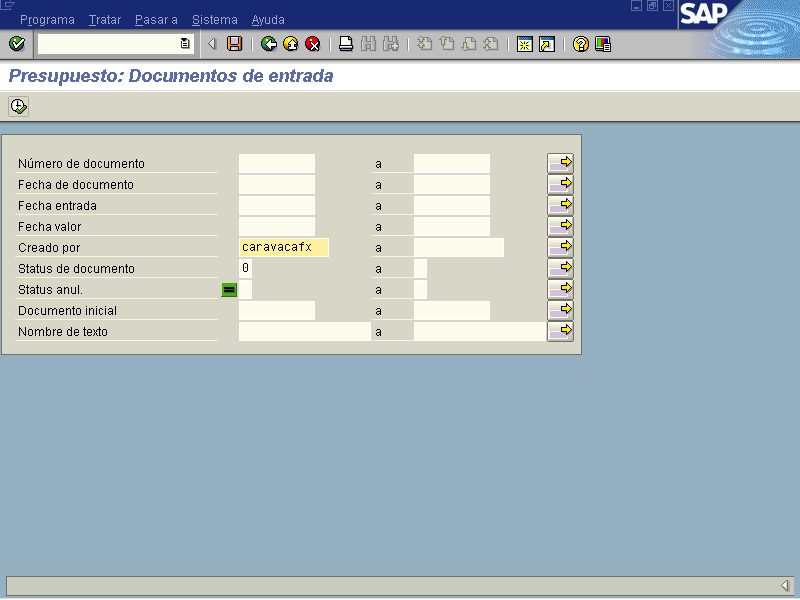 Programa Tratar Pasar a Sistema Ayuda
SAP
Presupuesto: Documentos de entrada
Número de documento a
Fecha de documento a
Fecha entrada a
Fecha valor a
Creado por caravacafx a
Status de documento 0 a
Status anul. = a
Documento inicial a
Nombre de texto a